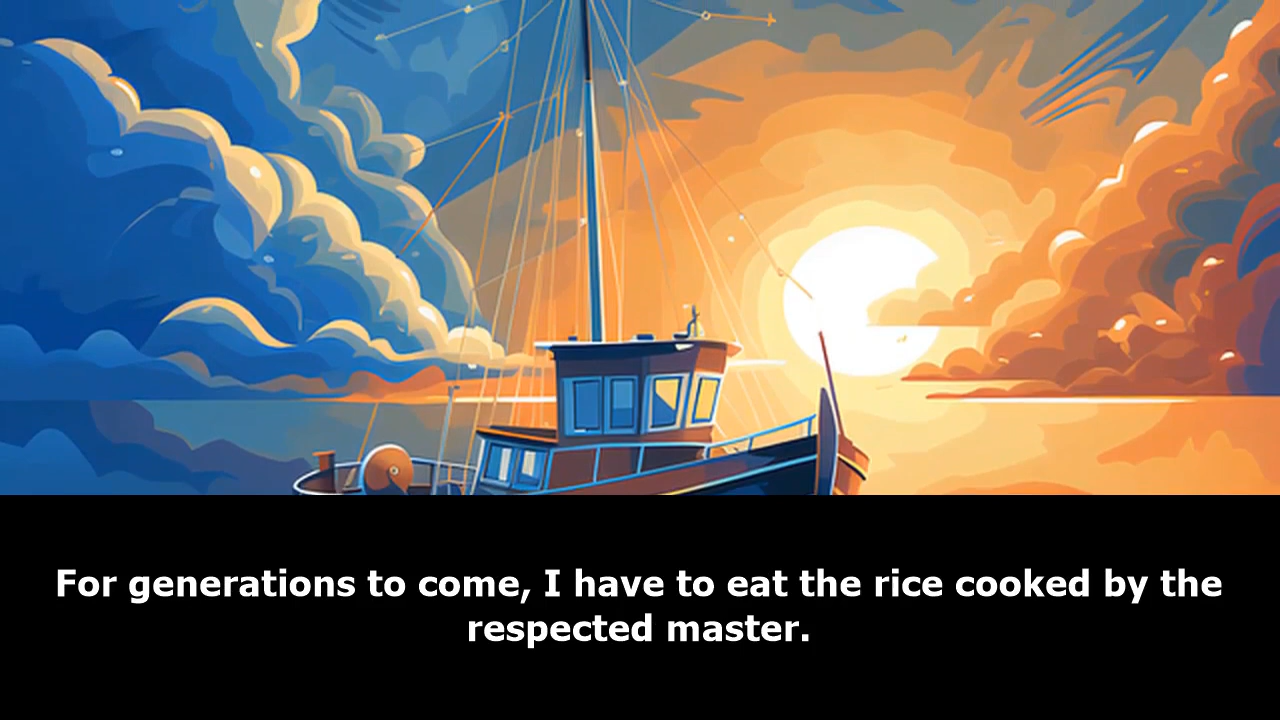 For generations to come, I have to eat the rice cooked by the
respected master.